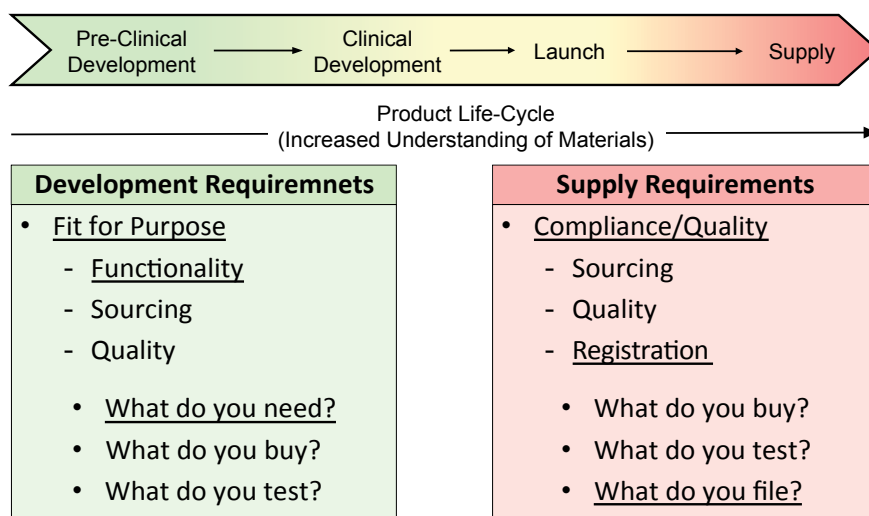 Pre-Clinical
Development
Clinical
Development
Launch
Supply
Product Life-Cycle
(Increased Understanding of Materials)
Development Requiremnets
• Fit for Purpose
- Functionality
- Sourcing
- Quality
• What do you need?
• What do you buy?
• What do you test?
Supply Requirements
• Compliance/Quality
- Sourcing
- Quality
- Registration
• What do you buy?
• What do you test?
• What do you file?